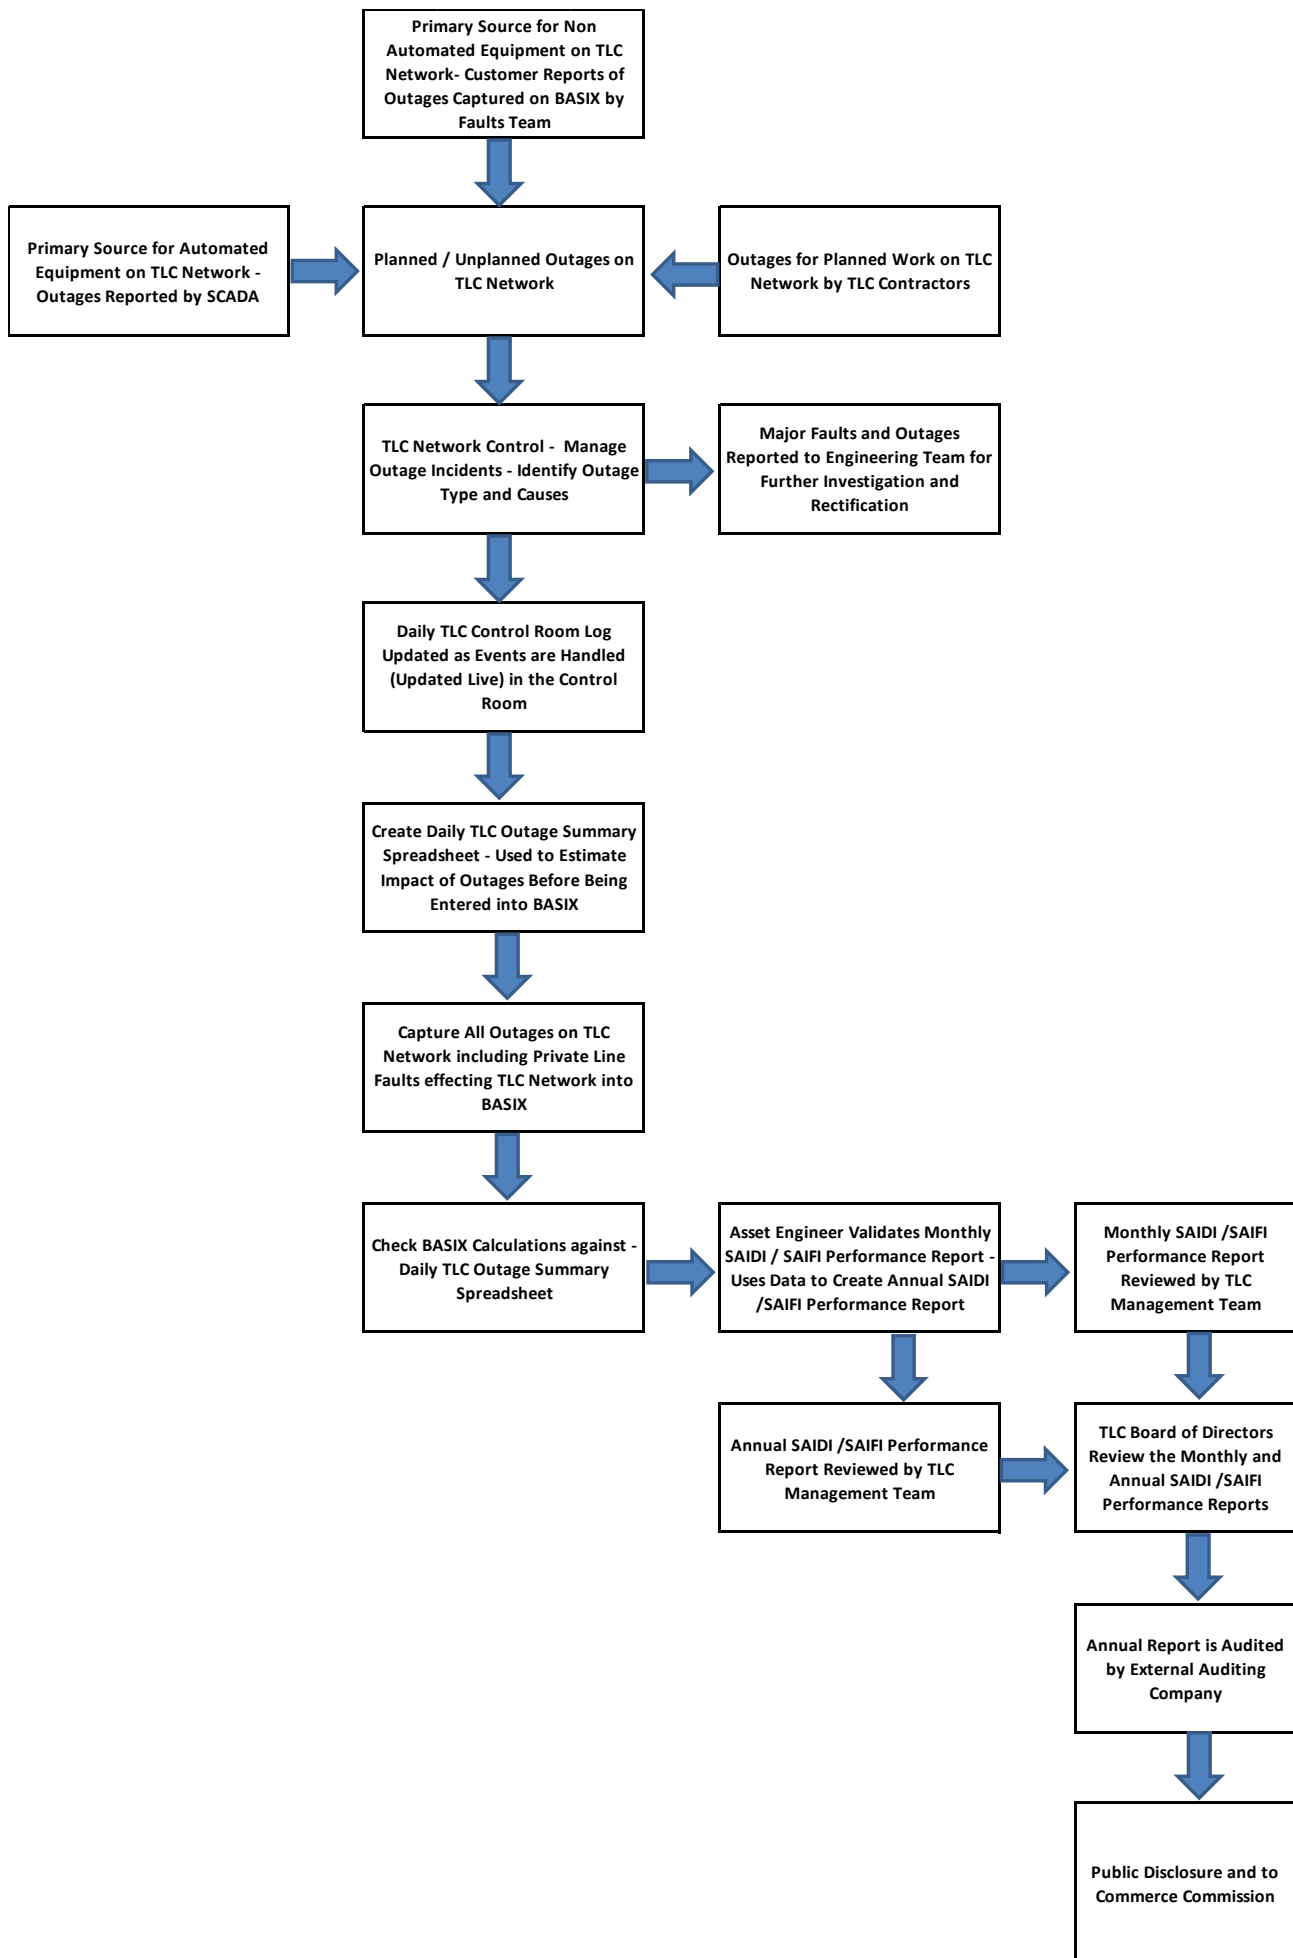 Primary Source for Non
Automated Equipment on TLC
Network- Customer Reports of
Outages Captured on BASIX by
Faults Team
Primary Source for Automated
Equipment on TLC Network -
Outages Reported by SCADA
Planned / Unplanned Outages on
TLC Network
Outages for Planned Work on TLC
Network by TLC Contractors
TLC Network Control - Manage
Outage Incidents - Identify Outage
Type and Causes
Major Faults and Outages
Reported to Engineering Team for
Further Investigation and
Rectification
Daily TLC Control Room Log
Updated as Events are Handled
(Updated Live) in the Control
Room
Create Daily TLC Outage Summary
Spreadsheet - Used to Estimate
Impact of Outages Before Being
Entered into BASIX
Capture All Outages on TLC
Network including Private Line
Faults effecting TLC Network into
BASIX
Check BASIX Calculations against -
Daily TLC Outage Summary
Spreadsheet
Asset Engineer Validates Monthly
SAIDI / SAIFI Performance Report -
Uses Data to Create Annual SAIDI
/SAIFI Performance Report
Monthly SAIDI /SAIFI
Performance Report
Reviewed by TLC
Management Team
Annual SAIDI /SAIFI Performance
Report Reviewed by TLC
Management Team
TLC Board of Directors
Review the Monthly and
Annual SAIDI /SAIFI
Performance Reports
Annual Report is Audited
by External Auditing
Company
Public Disclosure and to
Commerce Commission